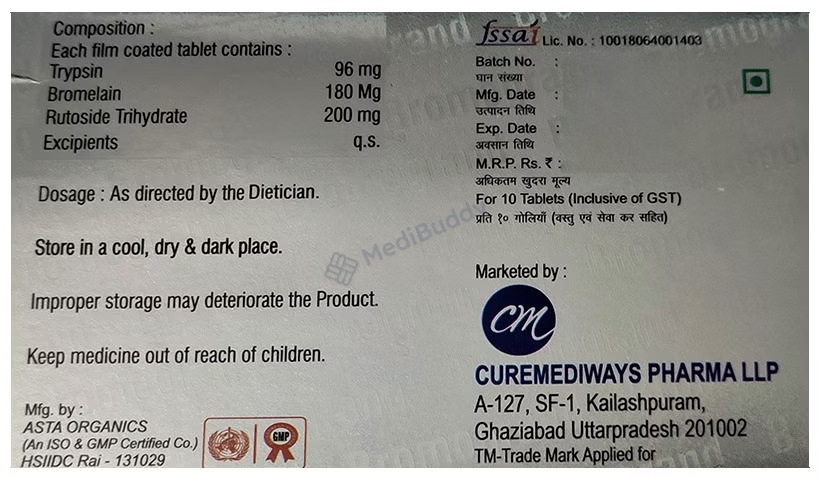 Composition :
Each film coated tablet contains :
Trypsin 96 mg
Bromelain 180 Mg
Rutoside Trihydrate 200 mg
Excipients q.s.
Dosage : As directed by the Dietician.
Store in a cool, dry & dark place.
Improper storage may deteriorate the Product.
Keep medicine out of reach of children.
Mfg. by :
ASTA ORGANICS
(An ISO & GMP Certified Co.)
HSIIDC Rai - 131029
GMP
fssai Lic. No. : 10018064001403
Batch No. :
घान संख्या
Mfg. Date :
उत्पादन तिथि
Exp. Date :
अवसान तिथि
M.R.P. Rs. ₹ :
अधिकतम खुदरा मूल्य
For 10 Tablets (Inclusive of GST)
प्रति १० गोलियाँ (वस्तु एवं सेवा कर सहित)
Marketed by :
cm
CUREMEDIWAYS PHARMA LLP
A-127, SF-1, Kailashpuram,
Ghaziabad Uttarpradesh 201002
TM-Trade Mark Applied for
MediBuddy